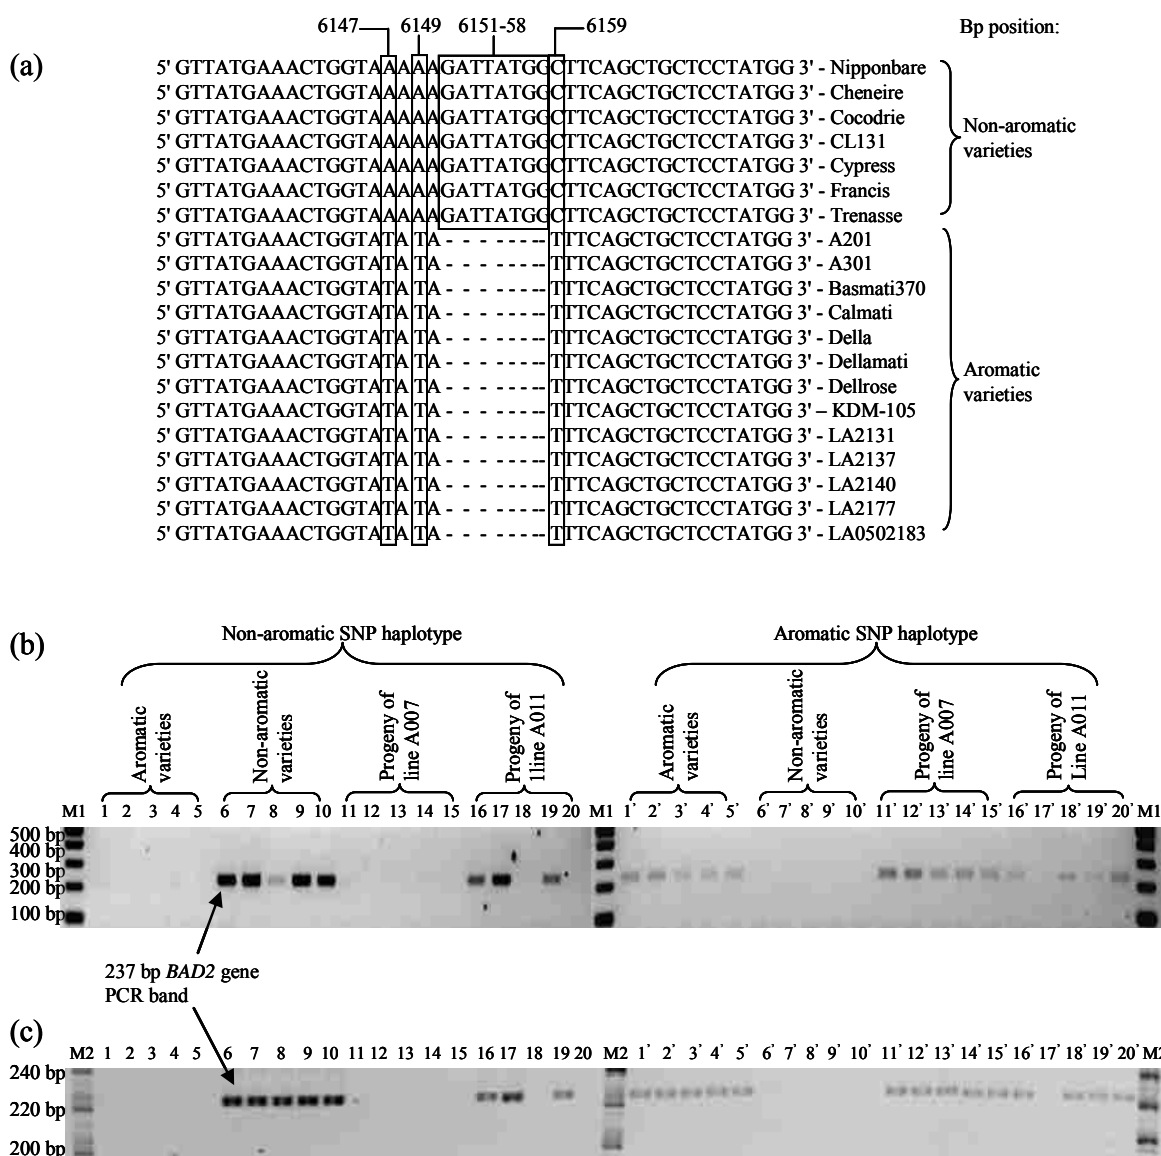 6147 6149 6151-58 6159 Bp position:
(a)
5' GTTATGAAACTGGTAAAAAGATTATGGCTTCAGCTGCTCCTATGG 3' - Nipponbare
5' GTTATGAAACTGGTAAAAAGATTATGGCTTCAGCTGCTCCTATGG 3' - Cheneire
5' GTTATGAAACTGGTAAAAAGATTATGGCTTCAGCTGCTCCTATGG 3' - Cocodrie
5' GTTATGAAACTGGTAAAAAGATTATGGCTTCAGCTGCTCCTATGG 3' - CL131
5' GTTATGAAACTGGTAAAAAGATTATGGCTTCAGCTGCTCCTATGG 3' - Cypress
5' GTTATGAAACTGGTAAAAAGATTATGGCTTCAGCTGCTCCTATGG 3' - Francis
5' GTTATGAAACTGGTAAAAAGATTATGGCTTCAGCTGCTCCTATGG 3' - Trenasse
Non-aromatic
varieties
5' GTTATGAAACTGGTATATA - - - - - - -- TTTCAGCTGCTCCTATGG 3' - A201
5' GTTATGAAACTGGTATATA - - - - - - -- TTTCAGCTGCTCCTATGG 3' - A301
5' GTTATGAAACTGGTATATA - - - - - - -- TTTCAGCTGCTCCTATGG 3' - Basmati370
5' GTTATGAAACTGGTATATA - - - - - - -- TTTCAGCTGCTCCTATGG 3' - Calmati
5' GTTATGAAACTGGTATATA - - - - - - -- TTTCAGCTGCTCCTATGG 3' - Della
5' GTTATGAAACTGGTATATA - - - - - - -- TTTCAGCTGCTCCTATGG 3' - Dellamati
5' GTTATGAAACTGGTATATA - - - - - - -- TTTCAGCTGCTCCTATGG 3' - Dellrose
5' GTTATGAAACTGGTATATA - - - - - - -- TTTCAGCTGCTCCTATGG 3' – KDM-105
5' GTTATGAAACTGGTATATA - - - - - - -- TTTCAGCTGCTCCTATGG 3' - LA2131
5' GTTATGAAACTGGTATATA - - - - - - -- TTTCAGCTGCTCCTATGG 3' - LA2137
5' GTTATGAAACTGGTATATA - - - - - - -- TTTCAGCTGCTCCTATGG 3' - LA2140
5' GTTATGAAACTGGTATATA - - - - - - -- TTTCAGCTGCTCCTATGG 3' - LA2177
5' GTTATGAAACTGGTATATA - - - - - - -- TTTCAGCTGCTCCTATGG 3' - LA0502183
Aromatic
varieties
(b)
Non-aromatic SNP haplotype Aromatic SNP haplotype
Aromatic
varieties
Non-aromatic
varieties
Progeny of
line A007
Progeny of
1line A011
Aromatic
varieties
Non-aromatic
varieties
Progeny of
line A007
Progeny of
Line A011
M1 1 2 3 4 5 6 7 8 9 10 11 12 13 14 15 16 17 18 19 20 M1 1' 2' 3' 4' 5' 6' 7' 8' 9' 10' 11' 12' 13' 14' 15' 16' 17' 18' 19' 20' M1
500 bp
400 bp
300 bp
200 bp
100 bp
237 bp BAD2 gene
PCR band
(c)
M2 1 2 3 4 5 6 7 8 9 10 11 12 13 14 15 16 17 18 19 20 M2 1' 2' 3' 4' 5' 6' 7' 8' 9' 10' 11' 12' 13' 14' 15' 16' 17' 18' 19' 20' M2
240 bp
220 bp
200 bp